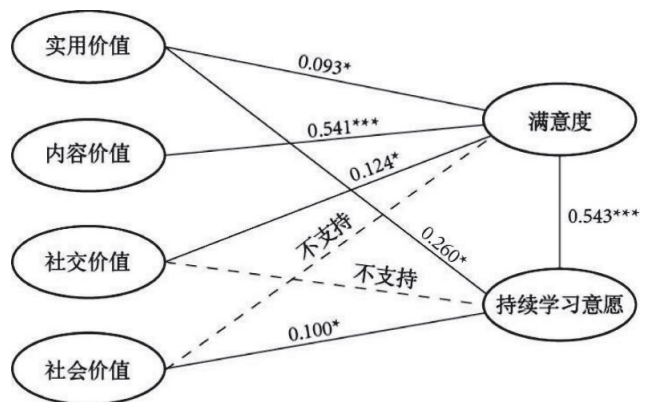 实用价值
0.093*
满意度
0.541***
内容价值
0.124*
不支持
0.260*
0.543***
社交价值
不支持
持续学习意愿
0.100*
社会价值